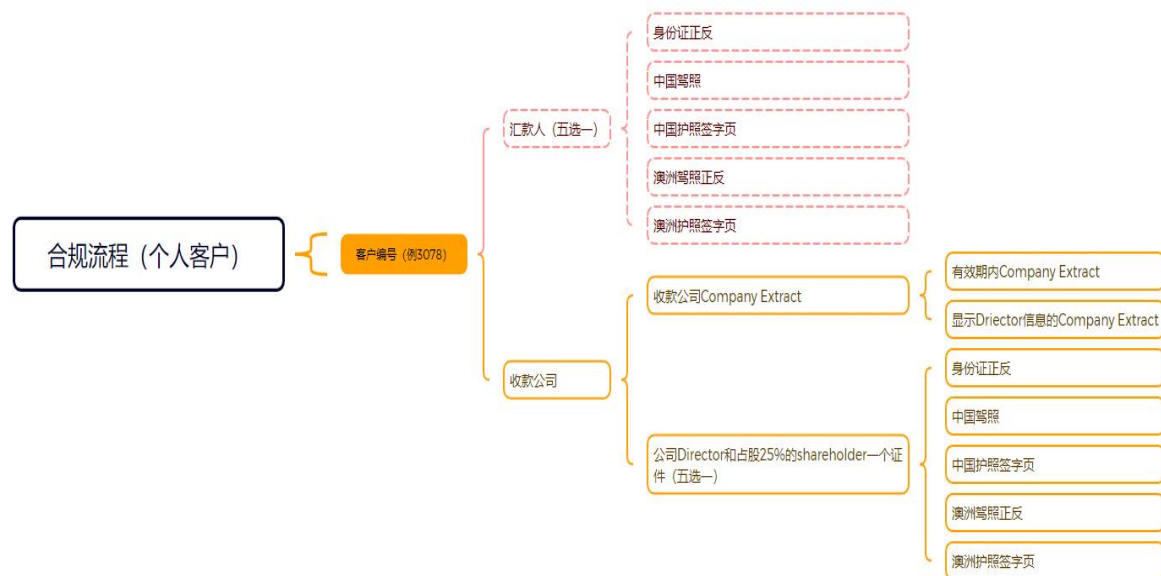 合规流程（个人客户）
客户编号（例3078）
汇款人（五选一）
身份证正反
中国驾照
中国护照签字页
澳洲驾照正反
澳洲护照签字页
收款公司
收款公司Company Extract
有效期内Company Extract
显示Driector信息的Company Extract
公司Director和占股25%的shareholder一个证
件（五选一）
身份证正反
中国驾照
中国护照签字页
澳洲驾照正反
澳洲护照签字页